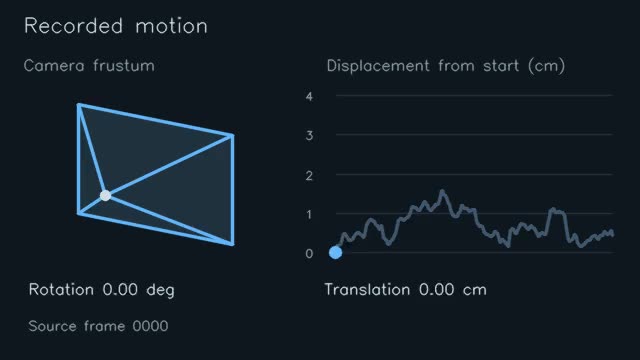 Recorded motion
Camera frustum
Displacement from start (cm)
4
3
2
1
0
Rotation 0.00 deg
Translation 0.00 cm
Source frame 0000